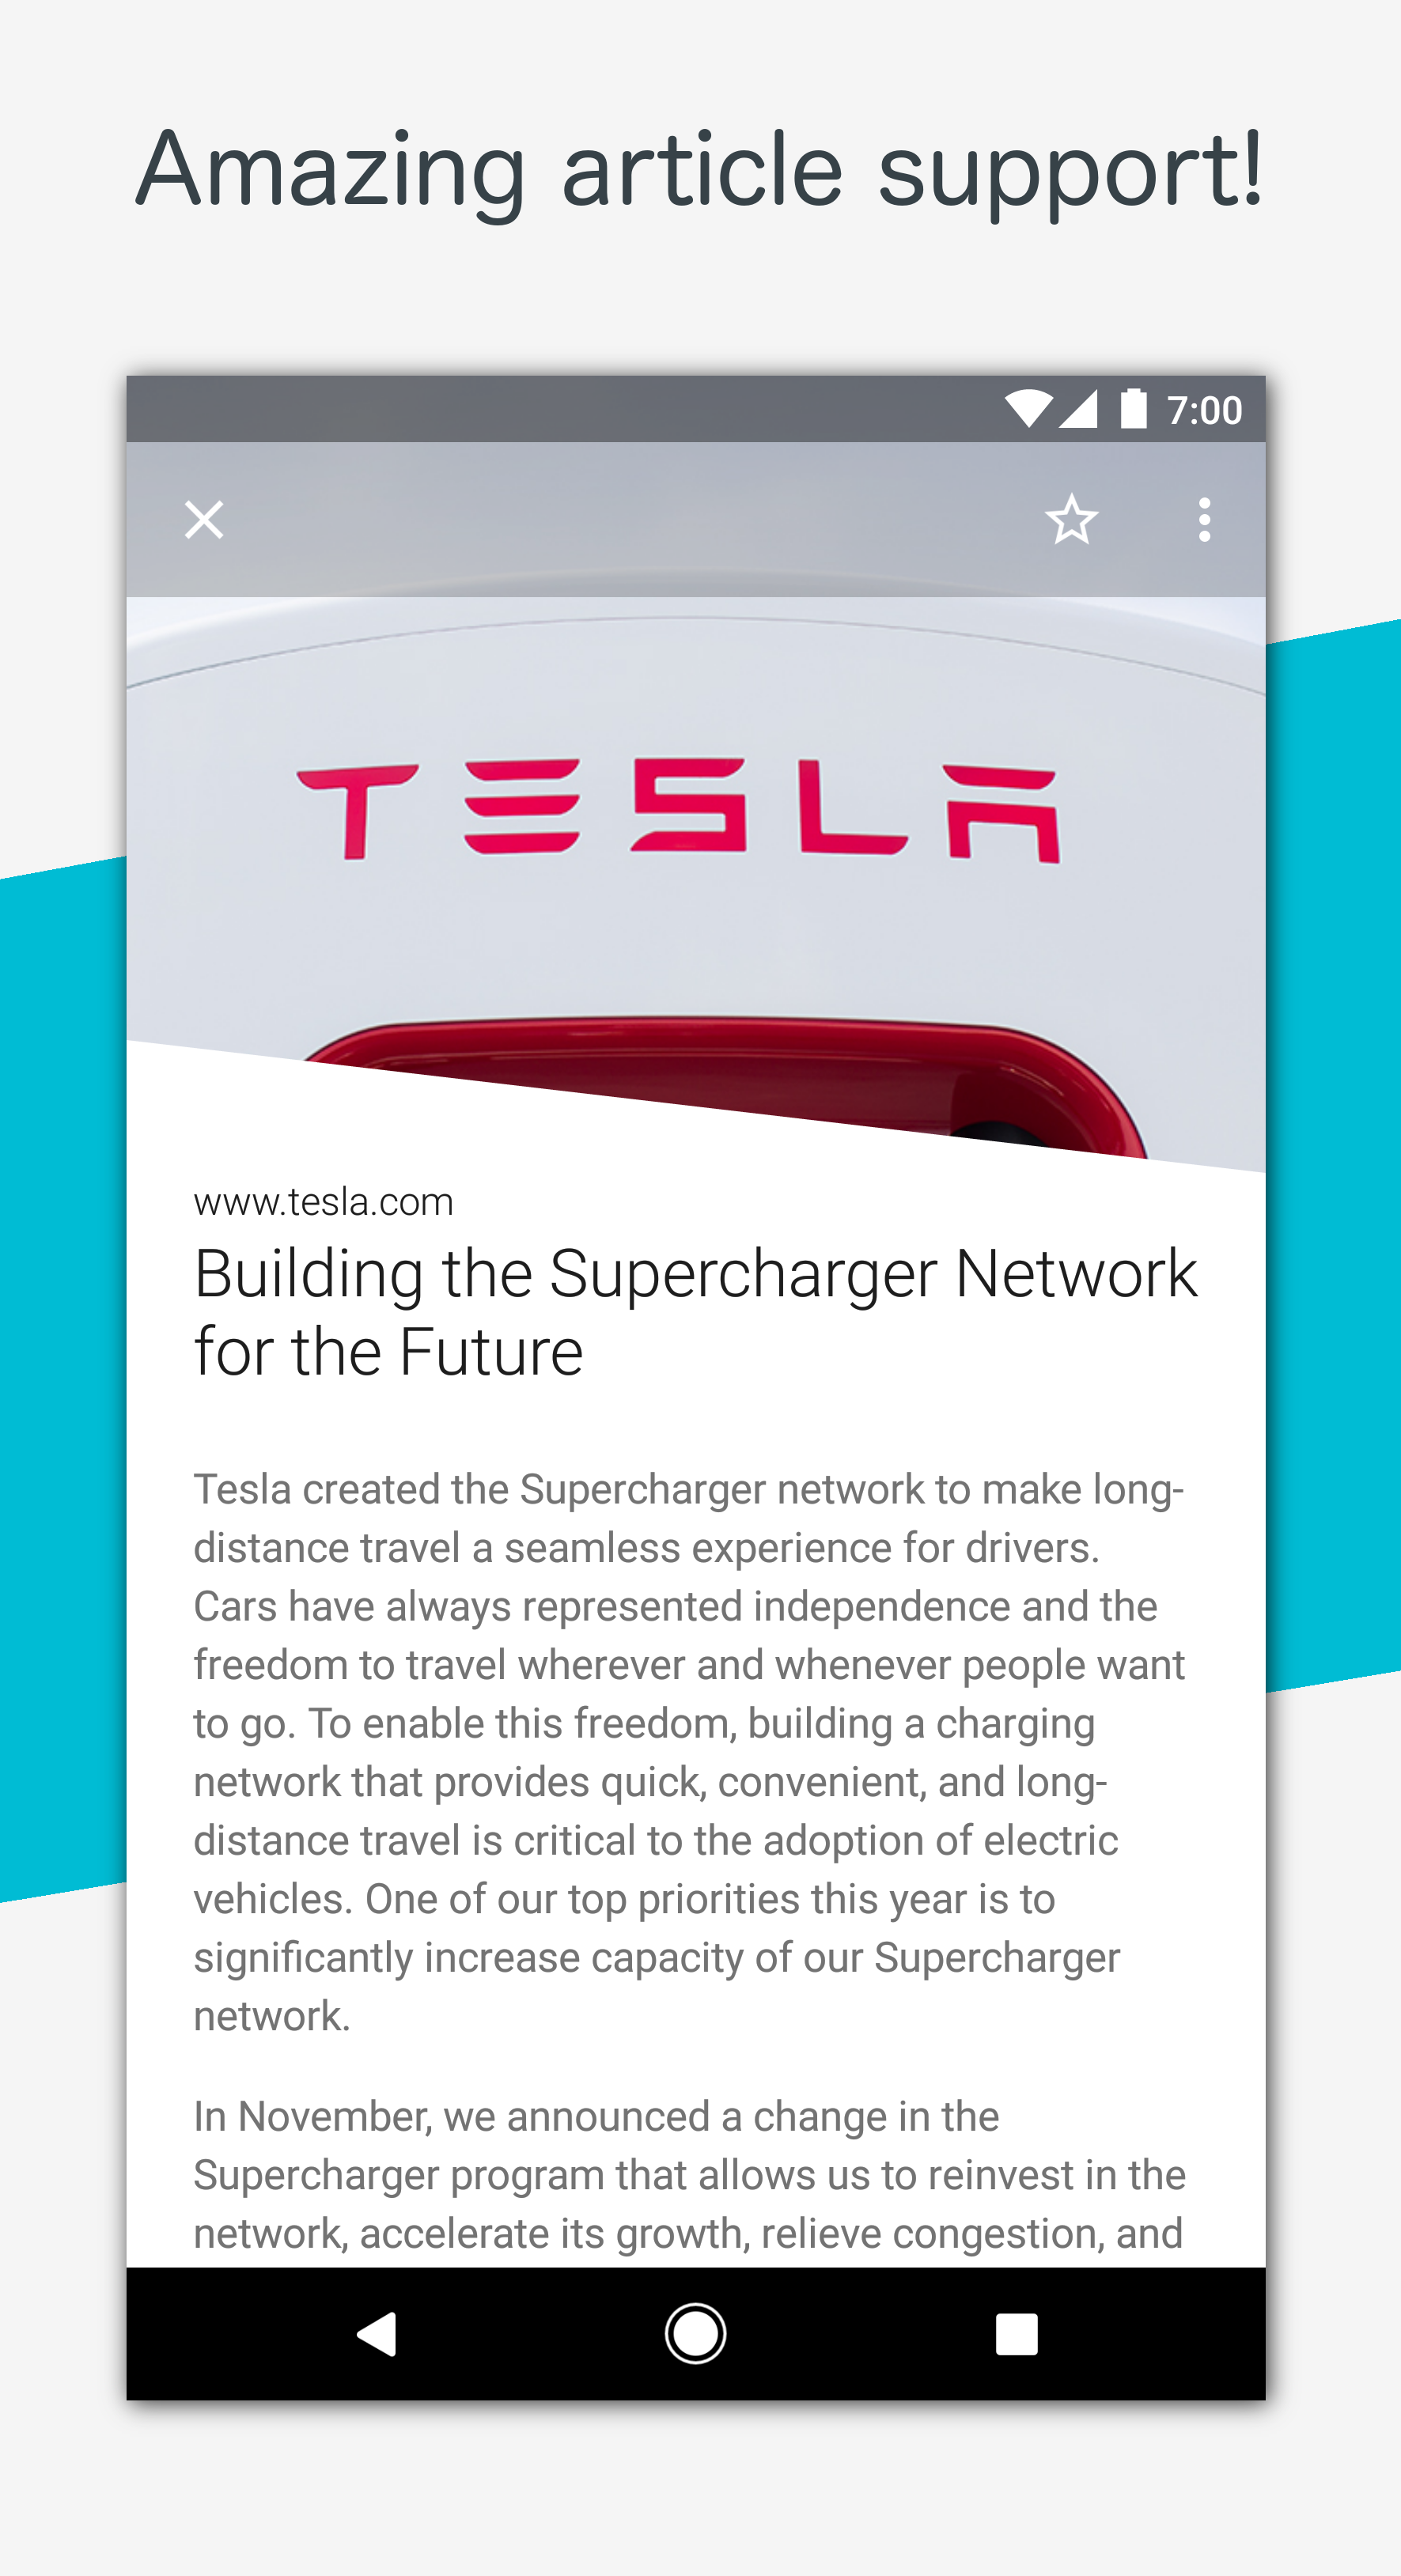 Amazing article support!
7:00
TESLA
www.tesla.com
Building the Supercharger Network
for the Future
Tesla created the Supercharger network to make long-
distance travel a seamless experience for drivers.
Cars have always represented independence and the
freedom to travel wherever and whenever people want
to go. To enable this freedom, building a charging
network that provides quick, convenient, and long-
distance travel is critical to the adoption of electric
vehicles. One of our top priorities this year is to
significantly increase capacity of our Supercharger
network.
In November, we announced a change in the
Supercharger program that allows us to reinvest in the
network, accelerate its growth, relieve congestion, and